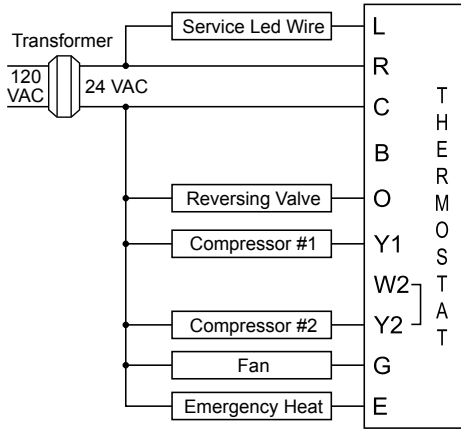 Service Led Wire L
Transformer
R
120
VAC
24 VAC
C
B
Reversing Valve O
Compressor #1 Y1
W2
Compressor #2 Y2
Fan G
Emergency Heat E
THERMOSTAT